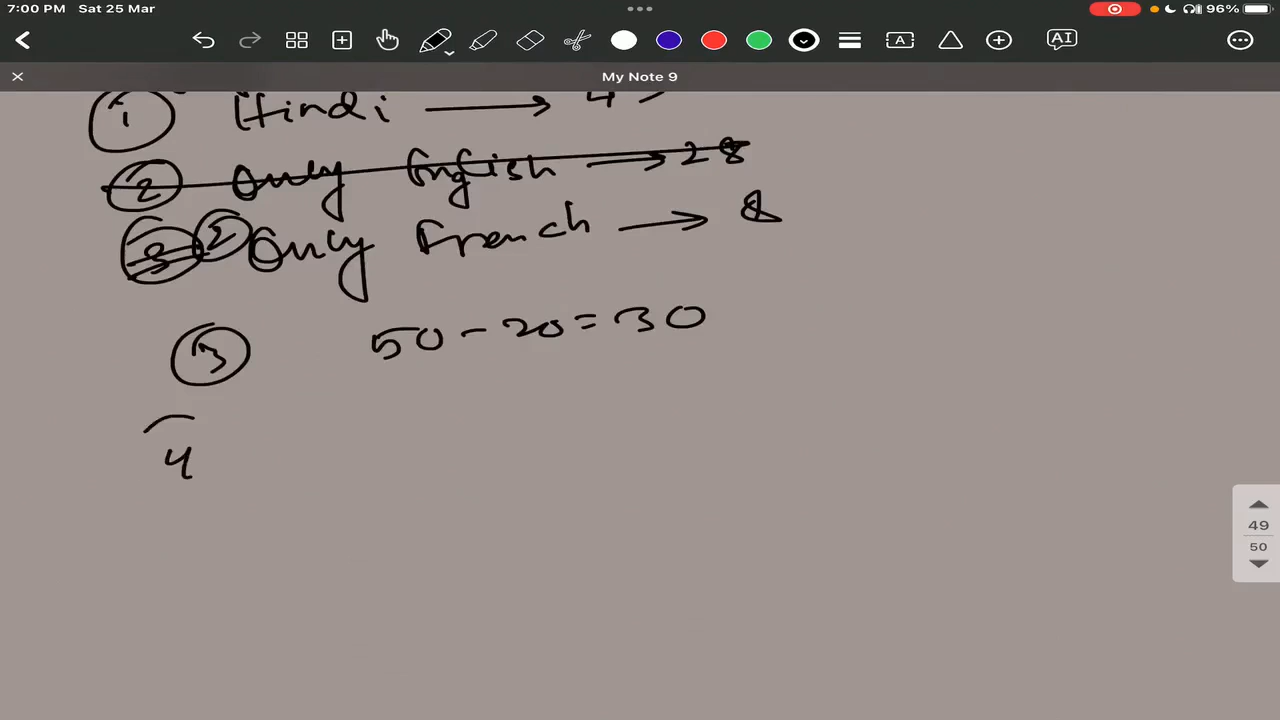 7:00 PM Sat 25 Mar
96%
AI
My Note 9
1 Hindi →
2 Only English → 28
3 2 Only French → 8
3 50 - 20 = 30
4
49
50